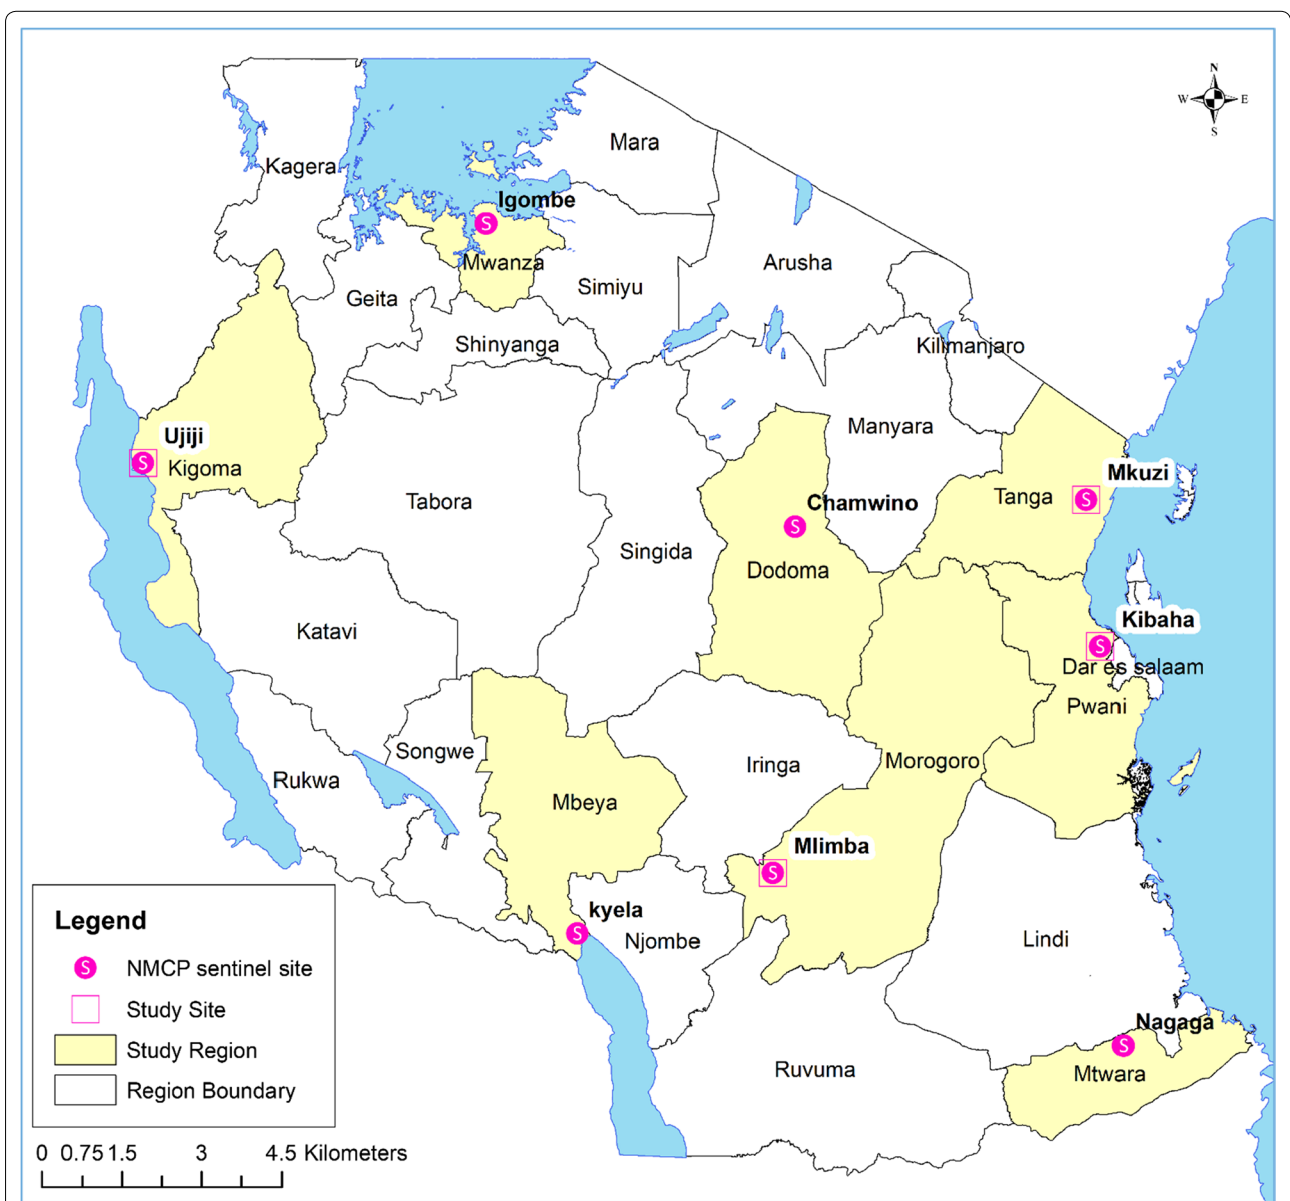 N
W E
S
Mara
Kagera
Igombe
S
Mwanza
Arusha
Simiyu
Geita
Shinyanga
Kilimanjaro
Manyara
Ujiji
S
Kigoma
Mkuzi
Tanga
S
Tabora
Chamwino
S
Singida
Dodoma
Kibaha
S
Katavi
Dar es salaam
Pwani
Songwe
Iringa
Morogoro
Rukwa
Mbeya
Mlimba
S
kyela
S
Njombe
Lindi
Nagaga
S
Ruvuma
Mtwara
Legend
S NMCP sentinel site
Study Site
Study Region
Region Boundary
0 0.75 1.5 3 4.5 Kilometers